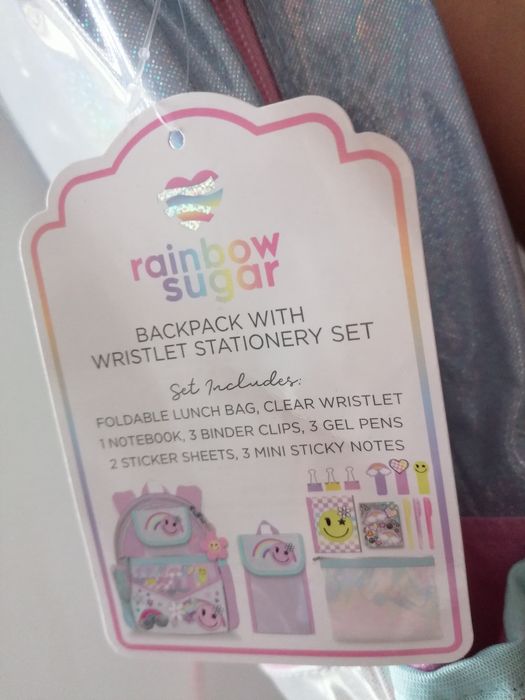 rainbow
sugar
BACKPACK WITH
WRISTLET STATIONERY SET
Set Includes:
FOLDABLE LUNCH BAG, CLEAR WRISTLET
1 NOTEBOOK, 3 BINDER CLIPS, 3 GEL PENS
2 STICKER SHEETS, 3 MINI STICKY NOTES